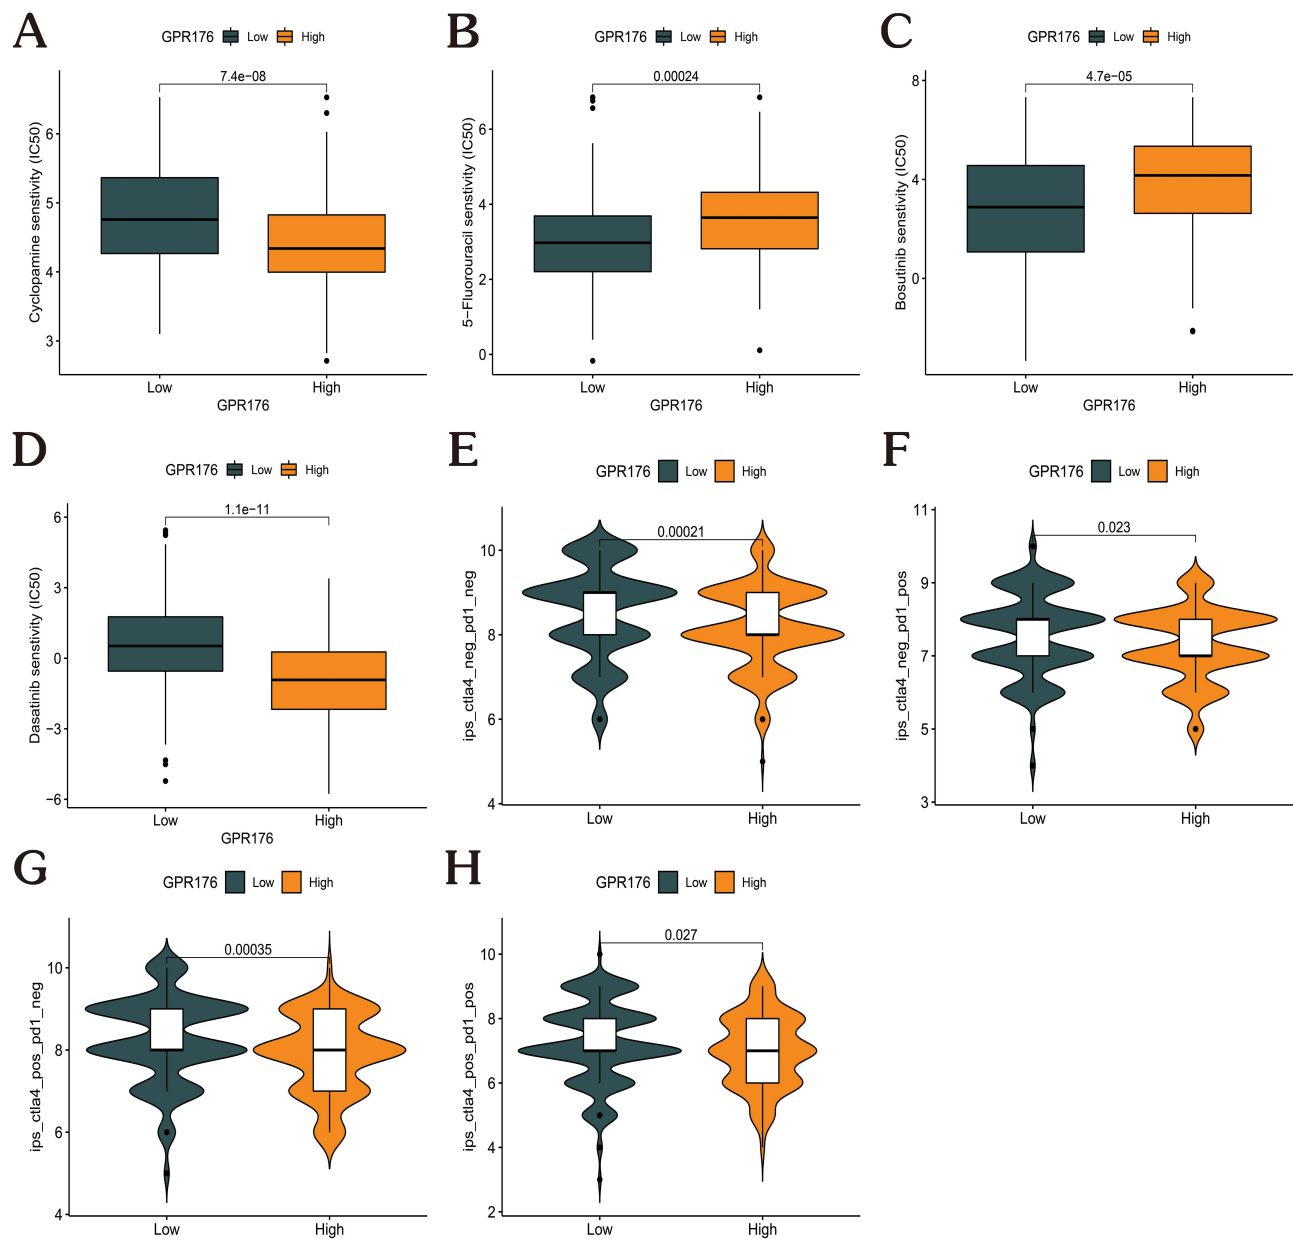 A
GPR176 Low High
7.4e−08
Cyclopamine senstivity (IC50)
6
5
4
3
Low High
GPR176
B
GPR176 Low High
0.00024
5−Fluorouracil senstivity (IC50)
6
4
2
0
Low High
GPR176
C
GPR176 Low High
4.7e−05
Bosutinib senstivity (IC50)
8
4
0
Low High
GPR176
D
GPR176 Low High
1.1e−11
Dasatinib senstivity (IC50)
6
3
0
−3
−6
Low High
GPR176
E
GPR176 Low High
0.00021
ips_ctla4_neg_pd1_neg
10
8
6
4
Low High
F
GPR176 Low High
0.023
ips_ctla4_neg_pd1_pos
11
9
7
5
3
Low High
G
GPR176 Low High
0.00035
ips_ctla4_pos_pd1_neg
10
8
6
4
Low High
H
GPR176 Low High
0.027
ips_ctla4_pos_pd1_pos
10
8
6
4
2
Low High